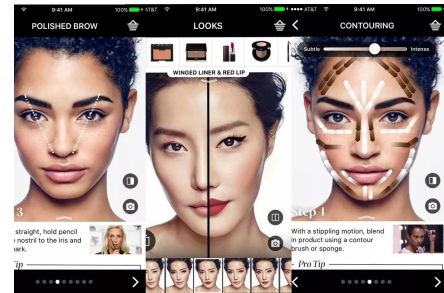 9:41 AM
100%
POLISHED BROW
3
straight, hold pencil
nostril to the iris and
ark.
Tip
AT&T
9:41 AM
100%
LOOKS
WINGED LINER & RED LIP
AT&T
9:41 AM
100%
CONTOURING
Subtle
Intense
Step 1
With a stippling motion, blend
in product using a contour
brush or sponge.
Pro Tip